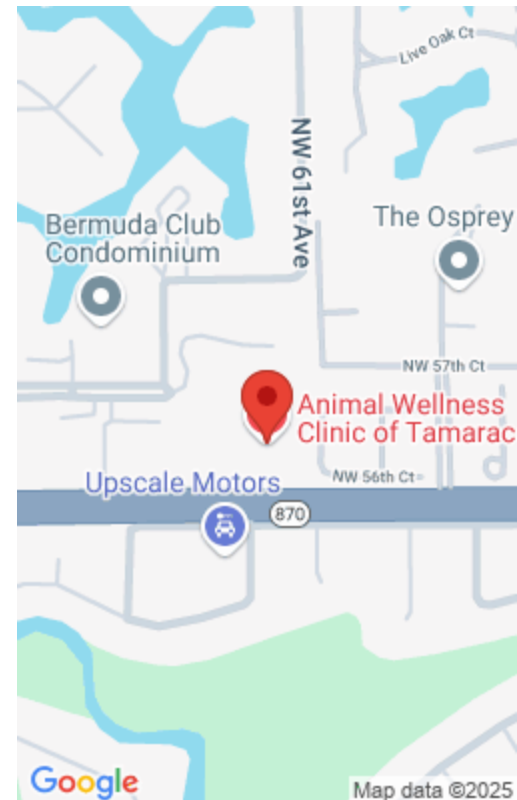 Live Oak Ct
NW 61st Ave
The Osprey
Bermuda Club
Condominium
NW 57th Ct
Animal Wellness
Clinic of Tamarac
NW 56th Ct
Upscale Motors
870
Google
Map data ©2025